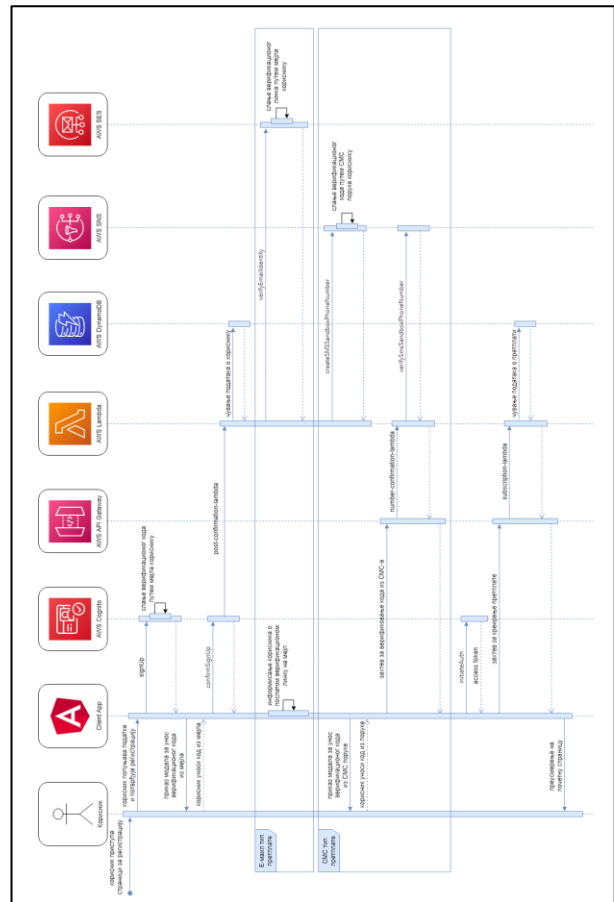 Корисник
Client App
AWS Cognito
AWS API Gateway
AWS Lambda
AWS DynamoDB
AWS SNS
AWS SES
корисник приступа
страници за регистрацију
корисник попуњава податке
и потврђује регистрацију
signUp
слање верификационог кода
путем мејла кориснику
приказ модала за унос
верификационог кода
из мејла
корисник уноси код из мејла
confirmSignUp
post-confirmation-lambda
чување података о кориснику
Е-маил тип
претплате
verifyEmailIdentity
слање верификационог
линка путем мејла
кориснику
информисање корисника о
послатом верификационом
линку на мејл
СМС тип
претплате
createSMSSandboxPhoneNumber
слање верификационог
кода путем СМС
поруке кориснику
приказ модала за унос
верификационог кода
из СМС поруке
корисник уноси код из поруке
захтев за верификовање кода из СМС-а
number-confirmation-lambda
verifySmsSandboxPhoneNumber
initiateAuth
access token
захтев за креирање претплате
subscription-lambda
чување података о претплати
преусмерење на
почетну страницу